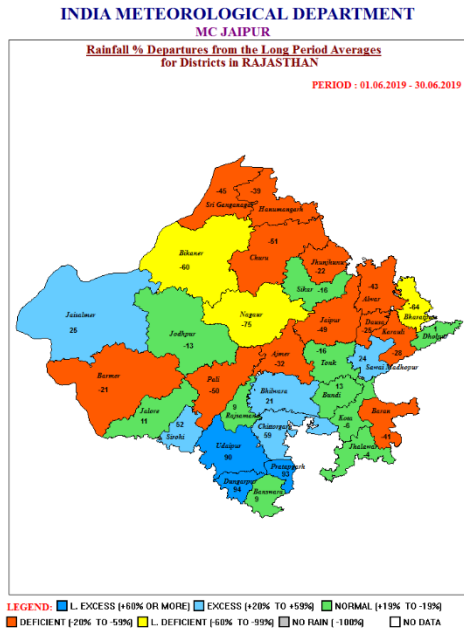 INDIA METEOROLOGICAL DEPARTMENT
MC JAIPUR
Rainfall % Departures from the Long Period Averages
for Districts in RAJASTHAN
PERIOD : 01.06.2019 - 30.06.2019
-45
-39
Sri Ganganagar
Hanumangarh
-51
Churu
Bikaner
-60
Jhunjhunu
-22
Sikar
-16
-43
Alwar
-64
Bharatpur
Jaisalmer
25
Nagaur
-75
Jaipur
-49
Dausa
-25
Karauli
1
Dholpur
Jodhpur
-13
-28
Ajmer
-32
-16
Tonk
24
Sawai Madhopur
Barmer
-21
Pali
-50
Bhilwara
21
13
Bundi
Jalore
11
9
Rajsamand
Kota
-6
Baran
-41
52
Sirohi
Chittorgarh
59
Udaipur
90
Jhalawar
-4
Pratapgarh
93
Dungarpur
94
Banswara
9
LEGEND: L. EXCESS (+60% OR MORE) EXCESS (+20% TO +59%) NORMAL (+19% TO -19%)
DEFICIENT (-20% TO -59%) L. DEFICIENT (-60% TO -99%) NO RAIN (-100%) NO DATA